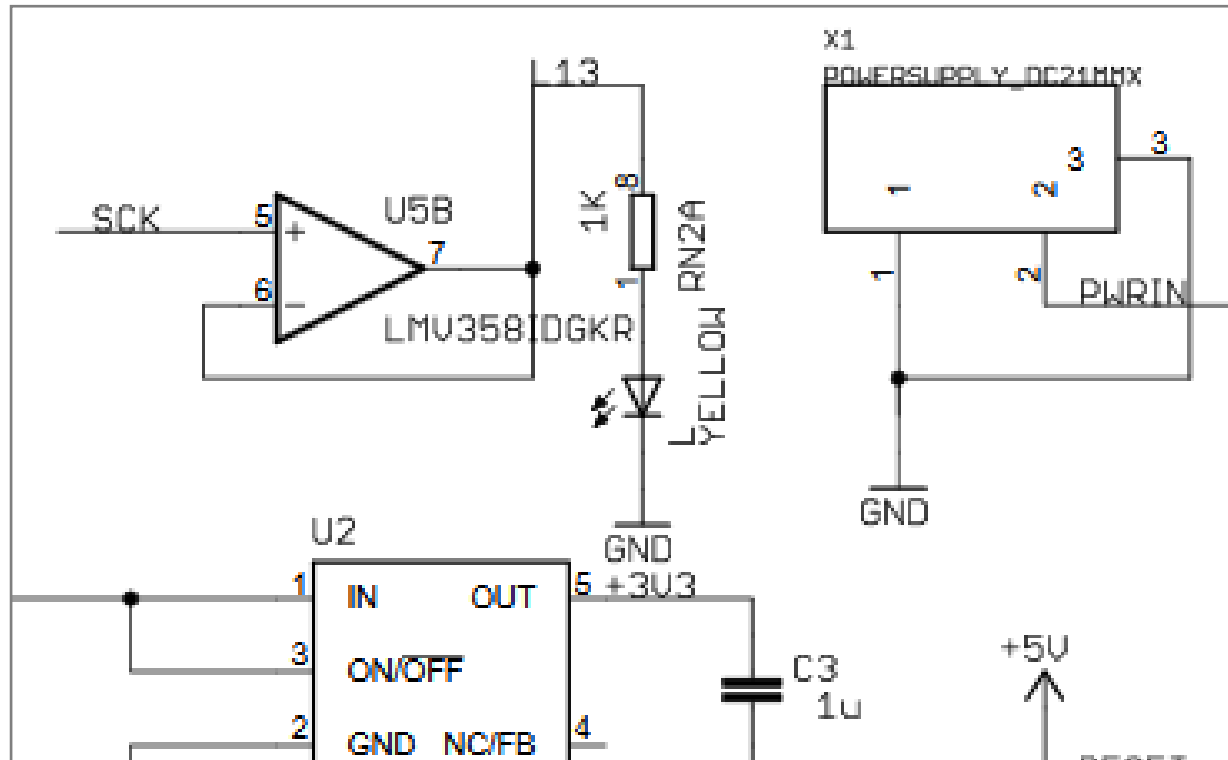 X1
POWERSUPPLY_DC21MMX
L13
3
3
1
2
8
1K
RN2A
1
SCK
5
+
U5B
7
6
−
LMV358IDGKR
1
2
PWRIN
YELLOW
L
GND
GND
U2
1
IN
OUT
5
+3V3
3
ON/OFF
+5V
C3
1u
2
GND
NC/FB
4